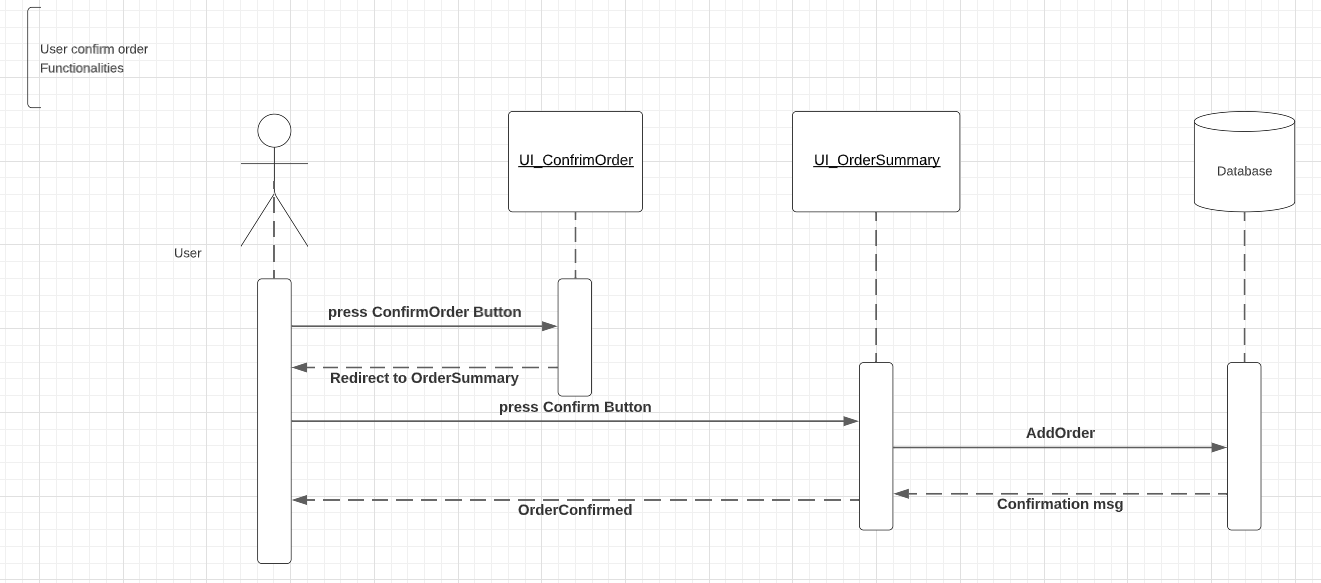 User confirm order
Functionalities
UI_ConfrimOrder
UI_OrderSummary
Database
User
press ConfirmOrder Button
Redirect to OrderSummary
press Confirm Button
AddOrder
Confirmation msg
OrderConfirmed